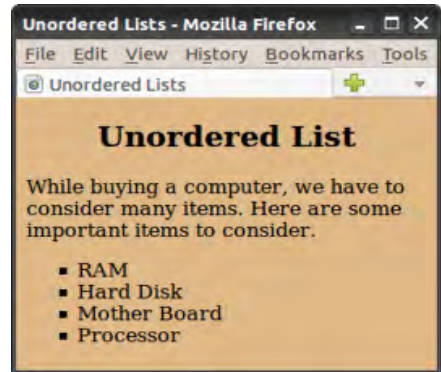 Unordered Lists - Mozilla Firefox
File Edit View History Bookmarks Tools
Unordered Lists
Unordered List
While buying a computer, we have to
consider many items. Here are some
important items to consider.
RAM
Hard Disk
Mother Board
Processor